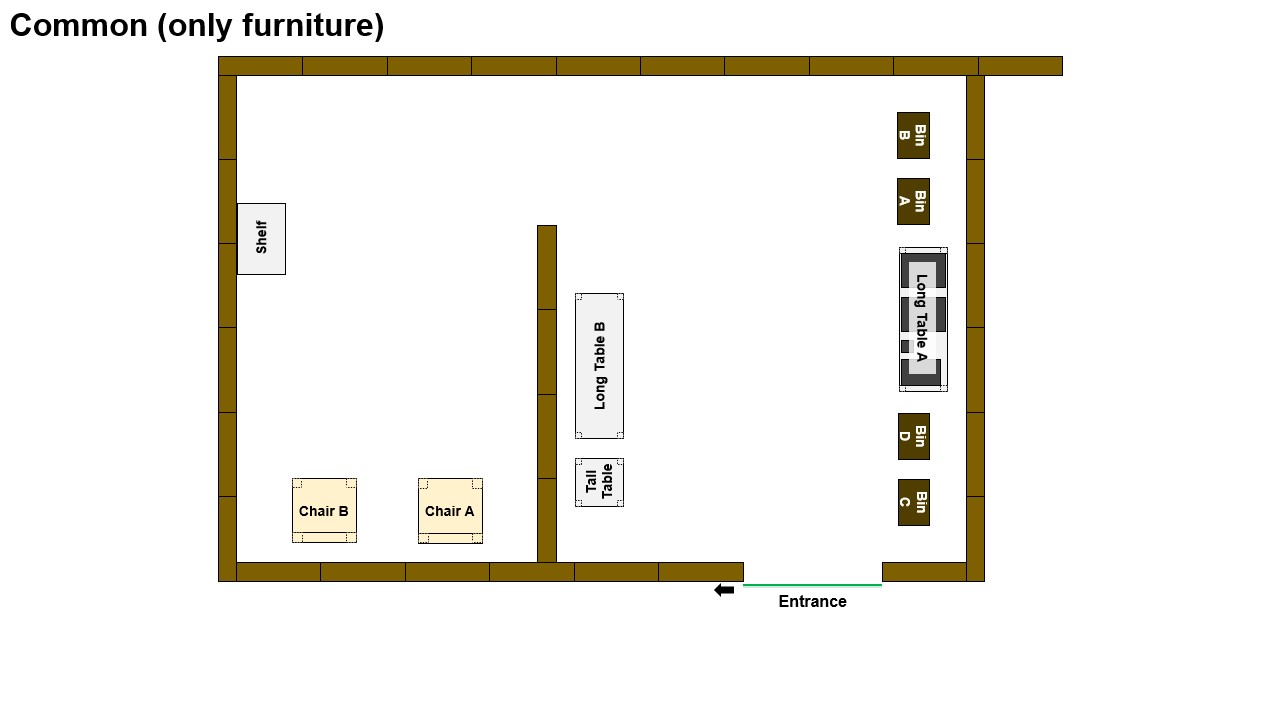 Common (only furniture)
Bin
B
Bin
A
Shelf
Long Table A
Long Table B
Tall
Table
Bin
D
Bin
C
Chair B
Chair A
Entrance